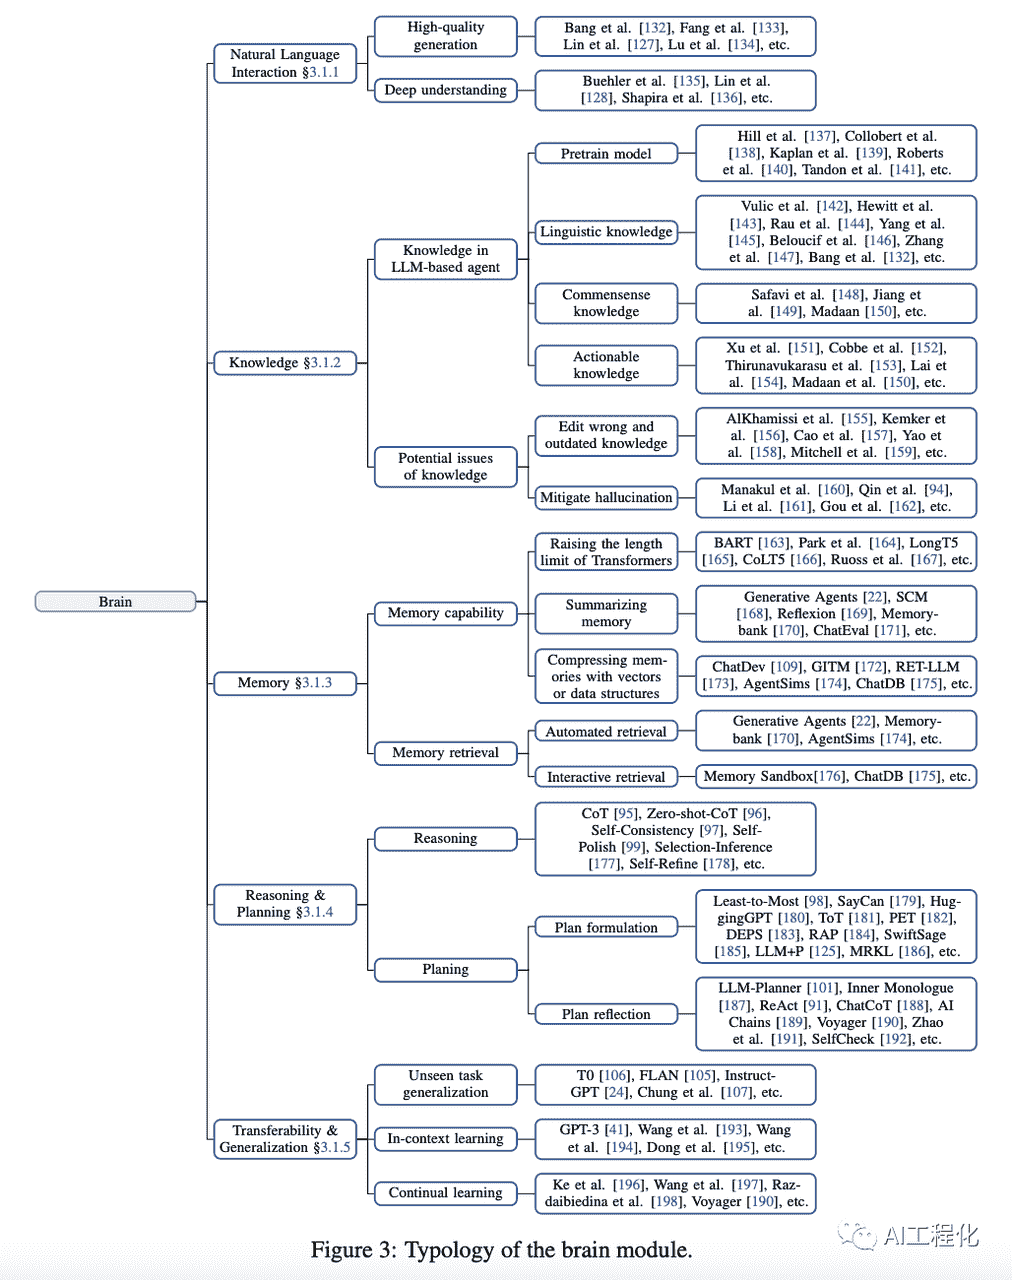 High-quality
generation
Bang et al. [132], Fang et al. [133],
Lin et al. [127], Lu et al. [134], etc.
Natural Language
Interaction §3.1.1
Deep understanding
Buehler et al. [135], Lin et al.
[128], Shapira et al. [136], etc.
Pretrain model
Hill et al. [137], Collobert et al.
[138], Kaplan et al. [139], Roberts
et al. [140], Tandon et al. [141], etc.
Linguistic knowledge
Vulic et al. [142], Hewitt et al.
[143], Rau et al. [144], Yang et al.
[145], Beloucif et al. [146], Zhang
et al. [147], Bang et al. [132], etc.
Knowledge in
LLM-based agent
Commensense
knowledge
Safavi et al. [148], Jiang et
al. [149], Madaan [150], etc.
Knowledge §3.1.2
Actionable
knowledge
Xu et al. [151], Cobbe et al. [152],
Thirunavukarasu et al. [153], Lai et
al. [154], Madaan et al. [150], etc.
Edit wrong and
outdated knowledge
AlKhamissi et al. [155], Kemker et
al. [156], Cao et al. [157], Yao et
al. [158], Mitchell et al. [159], etc.
Potential issues
of knowledge
Mitigate hallucination
Manakul et al. [160], Qin et al. [94],
Li et al. [161], Gou et al. [162], etc.
Raising the length
limit of Transformers
BART [163], Park et al. [164], LongT5
[165], CoLT5 [166], Ruoss et al. [167], etc.
Brain
Memory capability
Summarizing
memory
Generative Agents [22], SCM
[168], Reflexion [169], Memory-
bank [170], ChatEval [171], etc.
Compressing mem-
ories with vectors
or data structures
ChatDev [109], GITM [172], RET-LLM
[173], AgentSims [174], ChatDB [175], etc.
Memory §3.1.3
Automated retrieval
Generative Agents [22], Memory-
bank [170], AgentSims [174], etc.
Memory retrieval
Interactive retrieval
Memory Sandbox[176], ChatDB [175], etc.
Reasoning
CoT [95], Zero-shot-CoT [96],
Self-Consistency [97], Self-
Polish [99], Selection-Inference
[177], Self-Refine [178], etc.
Reasoning &
Planning §3.1.4
Plan formulation
Least-to-Most [98], SayCan [179], Hug-
gingGPT [180], ToT [181], PET [182],
DEPS [183], RAP [184], SwiftSage
[185], LLM+P [125], MRKL [186], etc.
Planing
Plan reflection
LLM-Planner [101], Inner Monologue
[187], ReAct [91], ChatCoT [188], AI
Chains [189], Voyager [190], Zhao
et al. [191], SelfCheck [192], etc.
Unseen task
generalization
T0 [106], FLAN [105], Instruct-
GPT [24], Chung et al. [107], etc.
Transferability &
Generalization §3.1.5
In-context learning
GPT-3 [41], Wang et al. [193], Wang
et al. [194], Dong et al. [195], etc.
Continual learning
Ke et al. [196], Wang et al. [197], Raz-
daibiedina et al. [198], Voyager [190], etc.
AI工程化
Figure 3: Typology of the brain module.